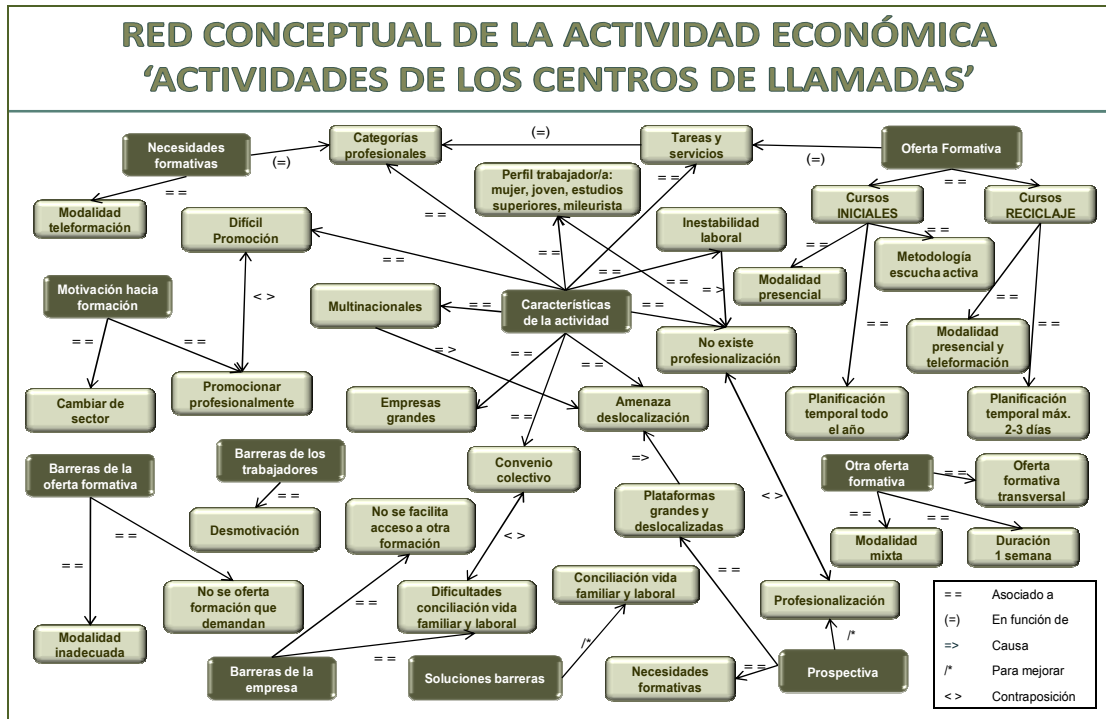 RED CONCEPTUAL DE LA ACTIVIDAD ECONÓMICA
‘ACTIVIDADES DE LOS CENTROS DE LLAMADAS’
Necesidades
formativas
(=)
Categorías
profesionales
(=)
Tareas y
servicios
(=)
Oferta Formativa
= =
Modalidad
teleformación
Difícil
Promoción
= =
= =
Perfil trabajador/a:
mujer, joven, estudios
superiores, mileurista
= =
= =
Inestabilidad
laboral
= =
Cursos
INICIALES
Cursos
RECICLAJE
= =
= =
Metodología
escucha activa
Modalidad
presencial
Motivación hacia
formación
< >
= =
Multinacionales
= =
Características
de la actividad
= =
=>
No existe
profesionalización
= =
= =
= =
Modalidad
presencial y
teleformación
= =
= =
=>
= =
= =
Cambiar de
sector
Promocionar
profesionalmente
Empresas
grandes
= =
Amenaza
deslocalización
Planificación
temporal todo
el año
Planificación
temporal máx.
2-3 días
Barreras de la
oferta formativa
Barreras de los
trabajadores
= =
Desmotivación
Convenio
colectivo
=>
Plataformas
grandes y
deslocalizadas
< >
Otra oferta
formativa
= =
Oferta
formativa
transversal
= =
= =
Modalidad
mixta
Duración
1 semana
= =
= =
No se facilita
acceso a otra
formación
< >
No se oferta
formación que
demandan
Modalidad
inadecuada
= =
Dificultades
conciliación vida
familiar y laboral
Conciliación vida
familiar y laboral
= =
Profesionalización
Barreras de la
empresa
= =
Soluciones barreras
/*
Necesidades
formativas
= =
Prospectiva
/*
= = Asociado a
(=) En función de
=> Causa
/* Para mejorar
< > Contraposición